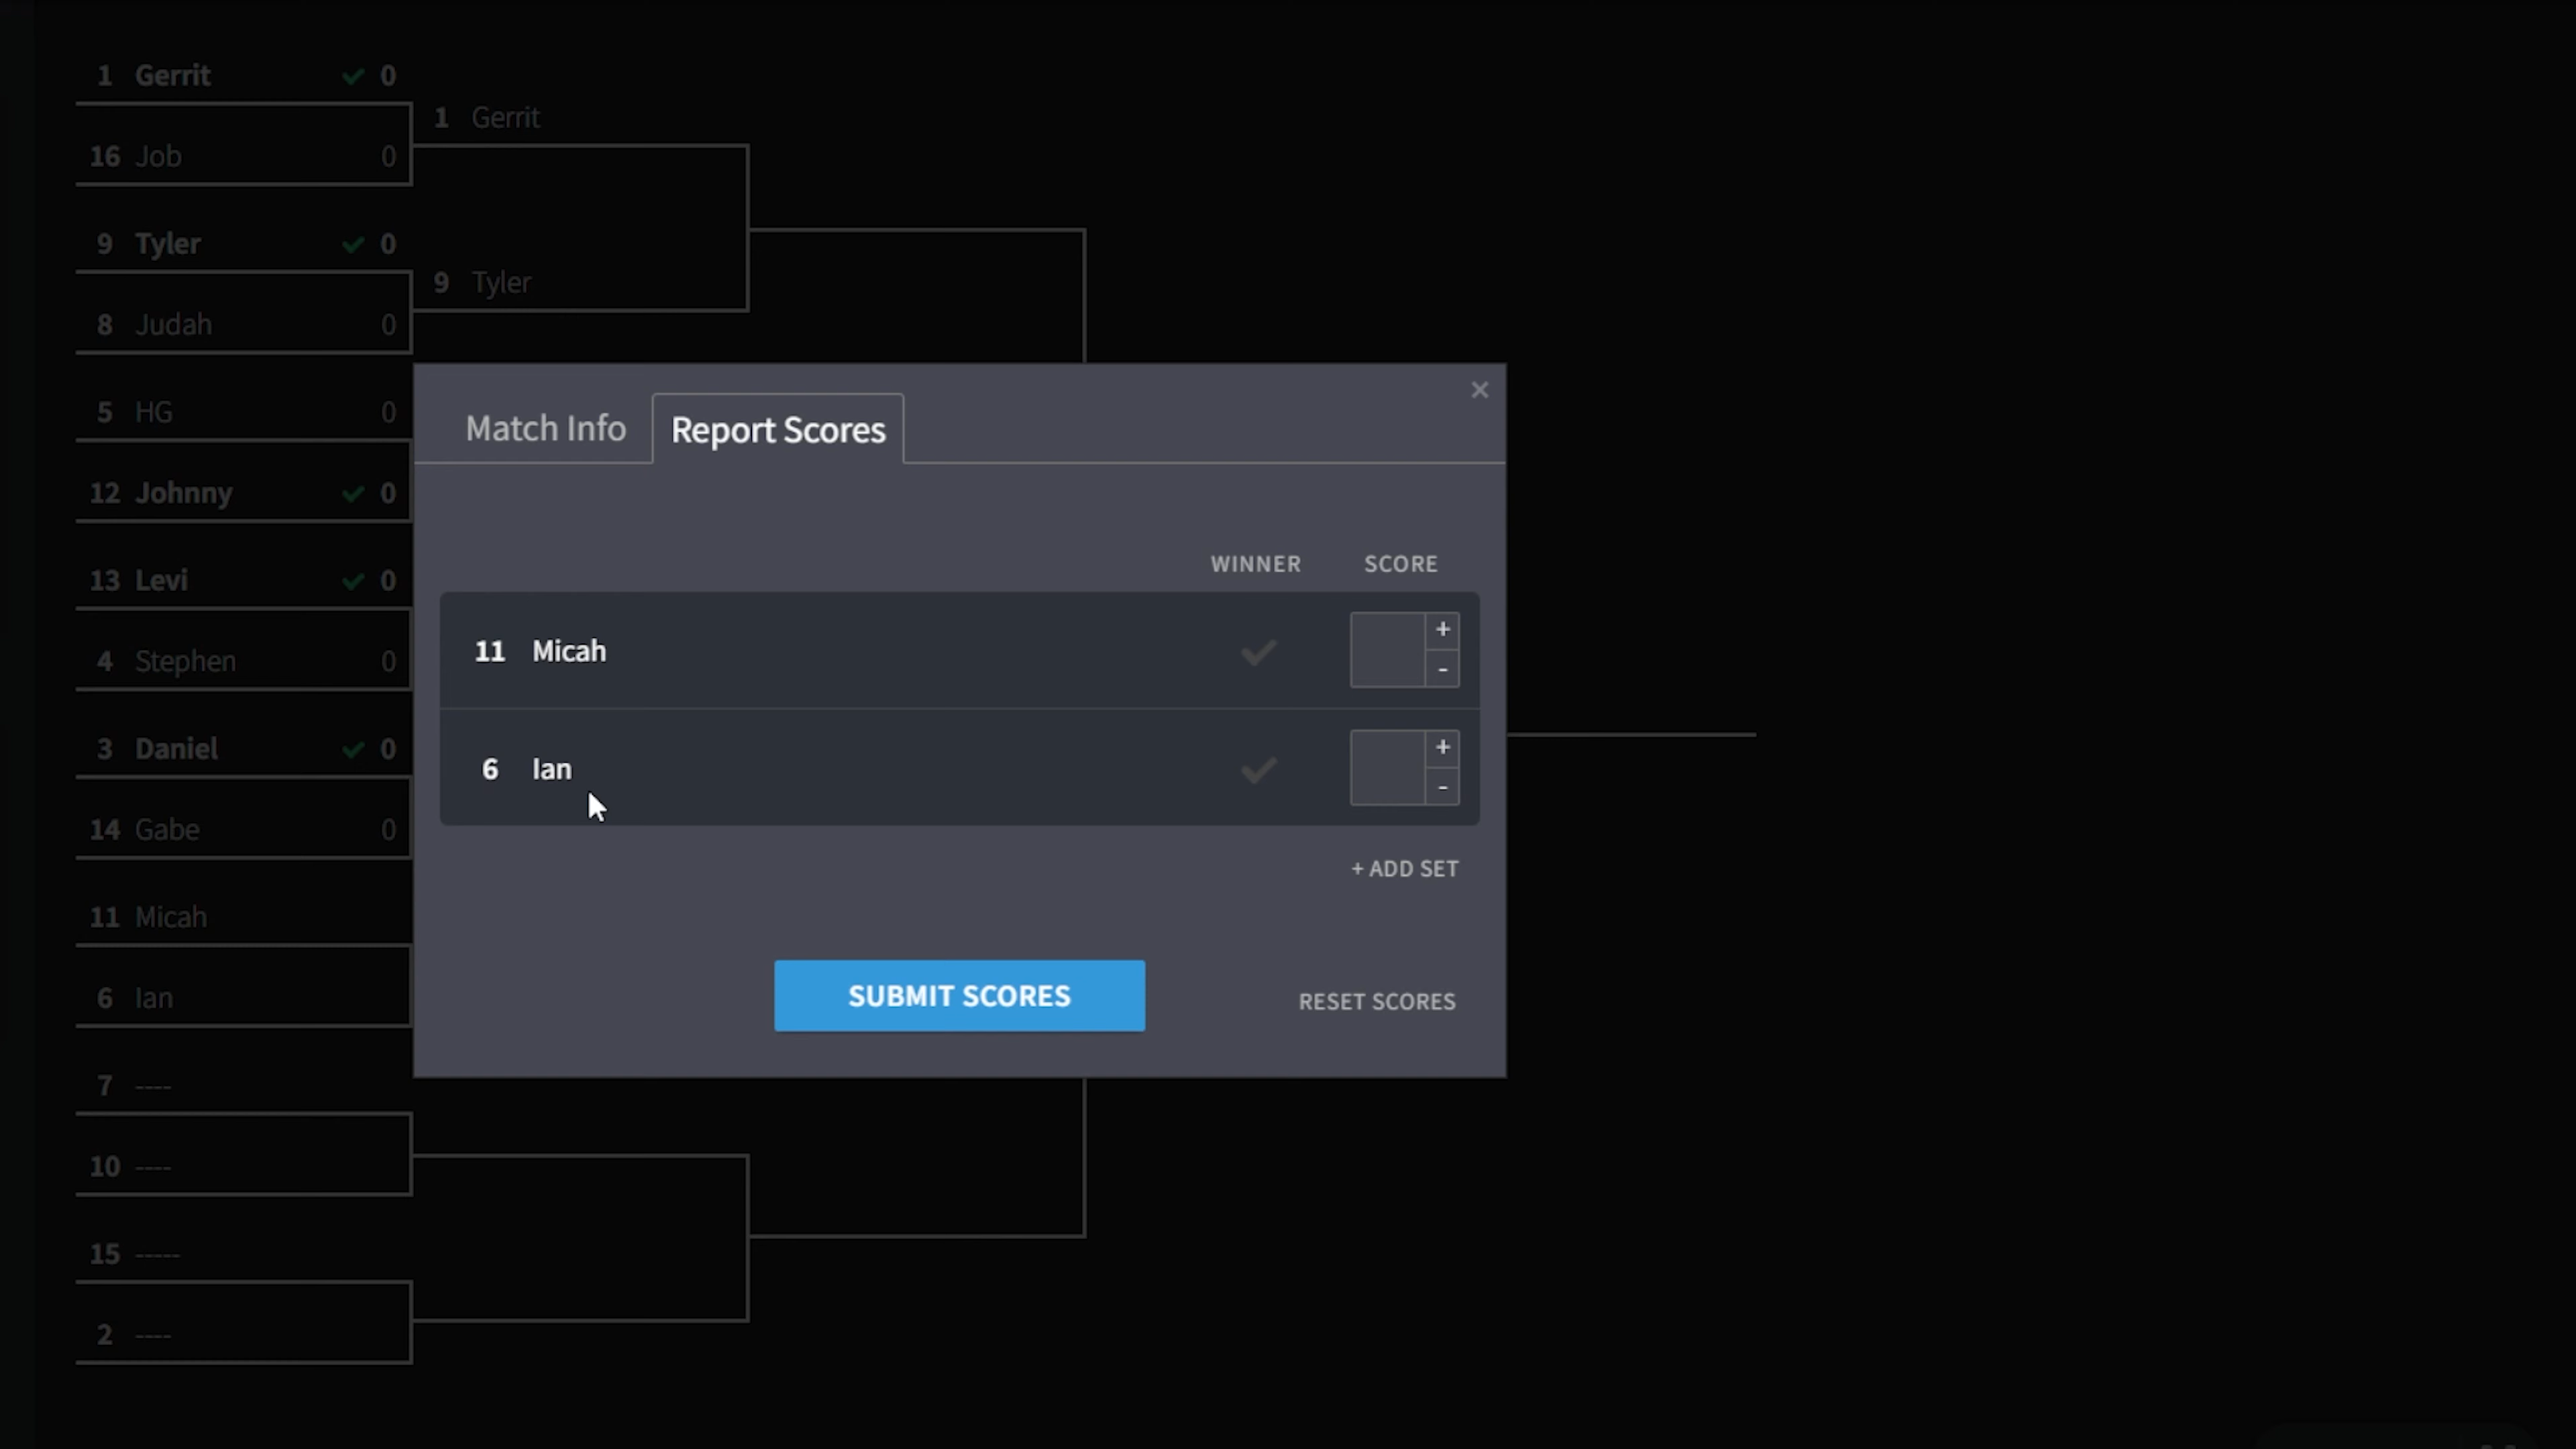 1 Gerrit 0
16 Job 0
9 Tyler 0
8 Judah 0
5 HG 0
12 Johnny 0
13 Levi 0
4 Stephen 0
3 Daniel 0
14 Gabe 0
11 Micah
6 Ian
7 ----
10 ----
15 -----
2 ----
1 Gerrit
9 Tyler
×
Match Info
Report Scores
WINNER SCORE
11 Micah + -
6 Ian + -
+ ADD SET
SUBMIT SCORES
RESET SCORES